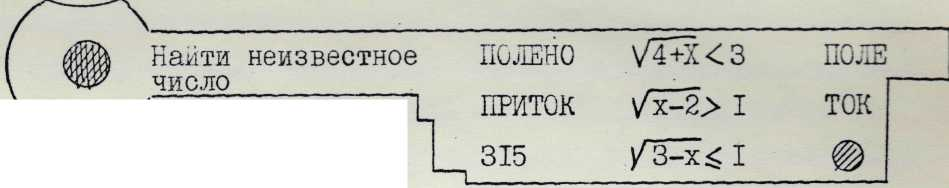 Найти неизвестное ПОЛЕНО √4+X < 3 ПОЛЕ
число
ПРИТОК √x-2 > I ТОК
3I5 √3-x ≤ I